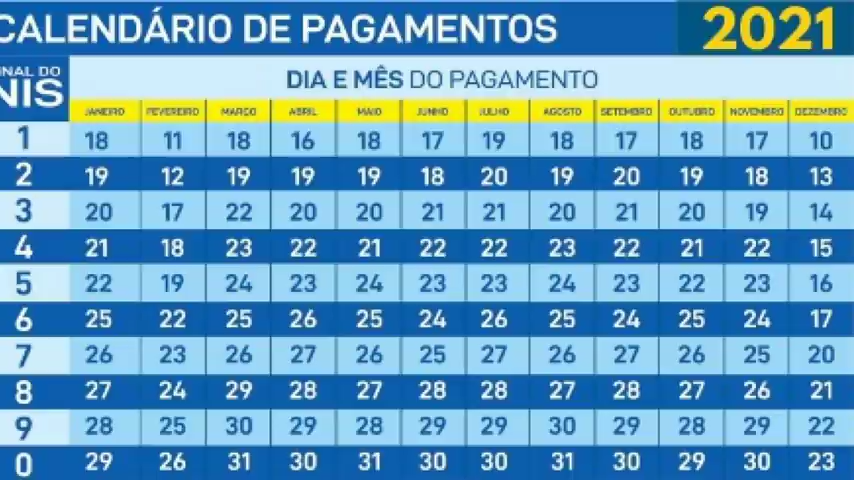 CALENDÁRIO DE PAGAMENTOS 2021
INAL DO
NIS
DIA E MÊS DO PAGAMENTO
JANEIRO FEVEREIRO MARÇO ABRIL MAIO JUNHO JULHO AGOSTO SETEMBRO OUTUBRO NOVEMBRO DEZEMBRO
1 18 11 18 16 18 17 19 18 17 18 17 10
2 19 12 19 19 19 18 20 19 20 19 18 13
3 20 17 22 20 20 21 21 20 21 20 19 14
4 21 18 23 22 21 22 22 23 22 21 22 15
5 22 19 24 23 24 23 23 24 23 22 23 16
6 25 22 25 26 25 24 26 25 24 25 24 17
7 26 23 26 27 26 25 27 26 27 26 25 20
8 27 24 29 28 27 28 28 27 28 27 26 21
9 28 25 30 29 28 29 29 30 29 28 29 22
0 29 26 31 30 31 30 30 31 30 29 30 23